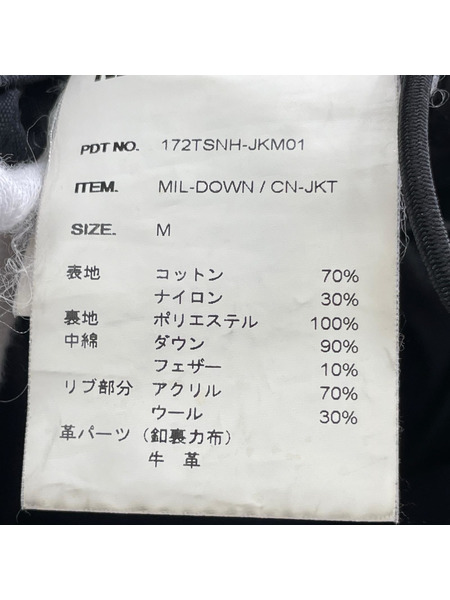 PDT NO. 172TSNH-JKM01
ITEM. MIL-DOWN / CN-JKT
SIZE. M
表地 コットン 70%
ナイロン 30%
裏地 ポリエステル 100%
中綿 ダウン 90%
フェザー 10%
リブ部分 アクリル 70%
ウール 30%
革パーツ（釦裏力布）
牛 革